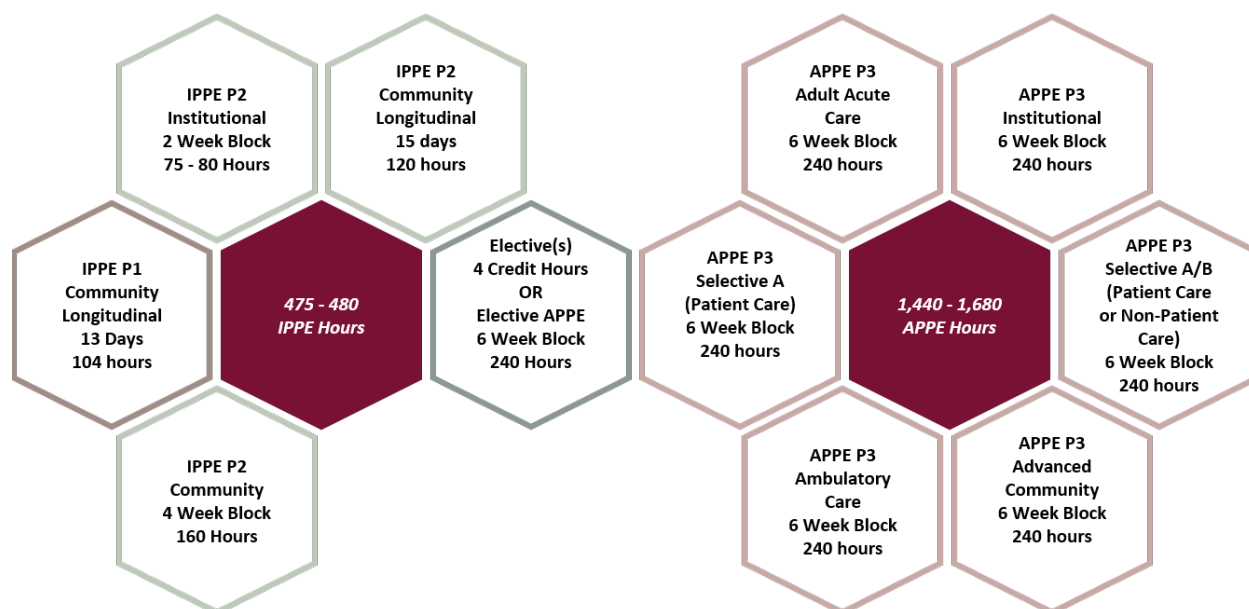 IPPE P2
Institutional
2 Week Block
75 - 80 Hours
IPPE P2
Community
Longitudinal
15 days
120 hours
IPPE P1
Community
Longitudinal
13 Days
104 hours
475 - 480
IPPE Hours
Elective(s)
4 Credit Hours
OR
Elective APPE
6 Week Block
240 Hours
IPPE P2
Community
4 Week Block
160 Hours
APPE P3
Adult Acute
Care
6 Week Block
240 hours
APPE P3
Institutional
6 Week Block
240 hours
APPE P3
Selective A
(Patient Care)
6 Week Block
240 hours
1,440 - 1,680
APPE Hours
APPE P3
Selective A/B
(Patient Care
or Non-Patient
Care)
6 Week Block
240 hours
APPE P3
Ambulatory
Care
6 Week Block
240 hours
APPE P3
Advanced
Community
6 Week Block
240 hours